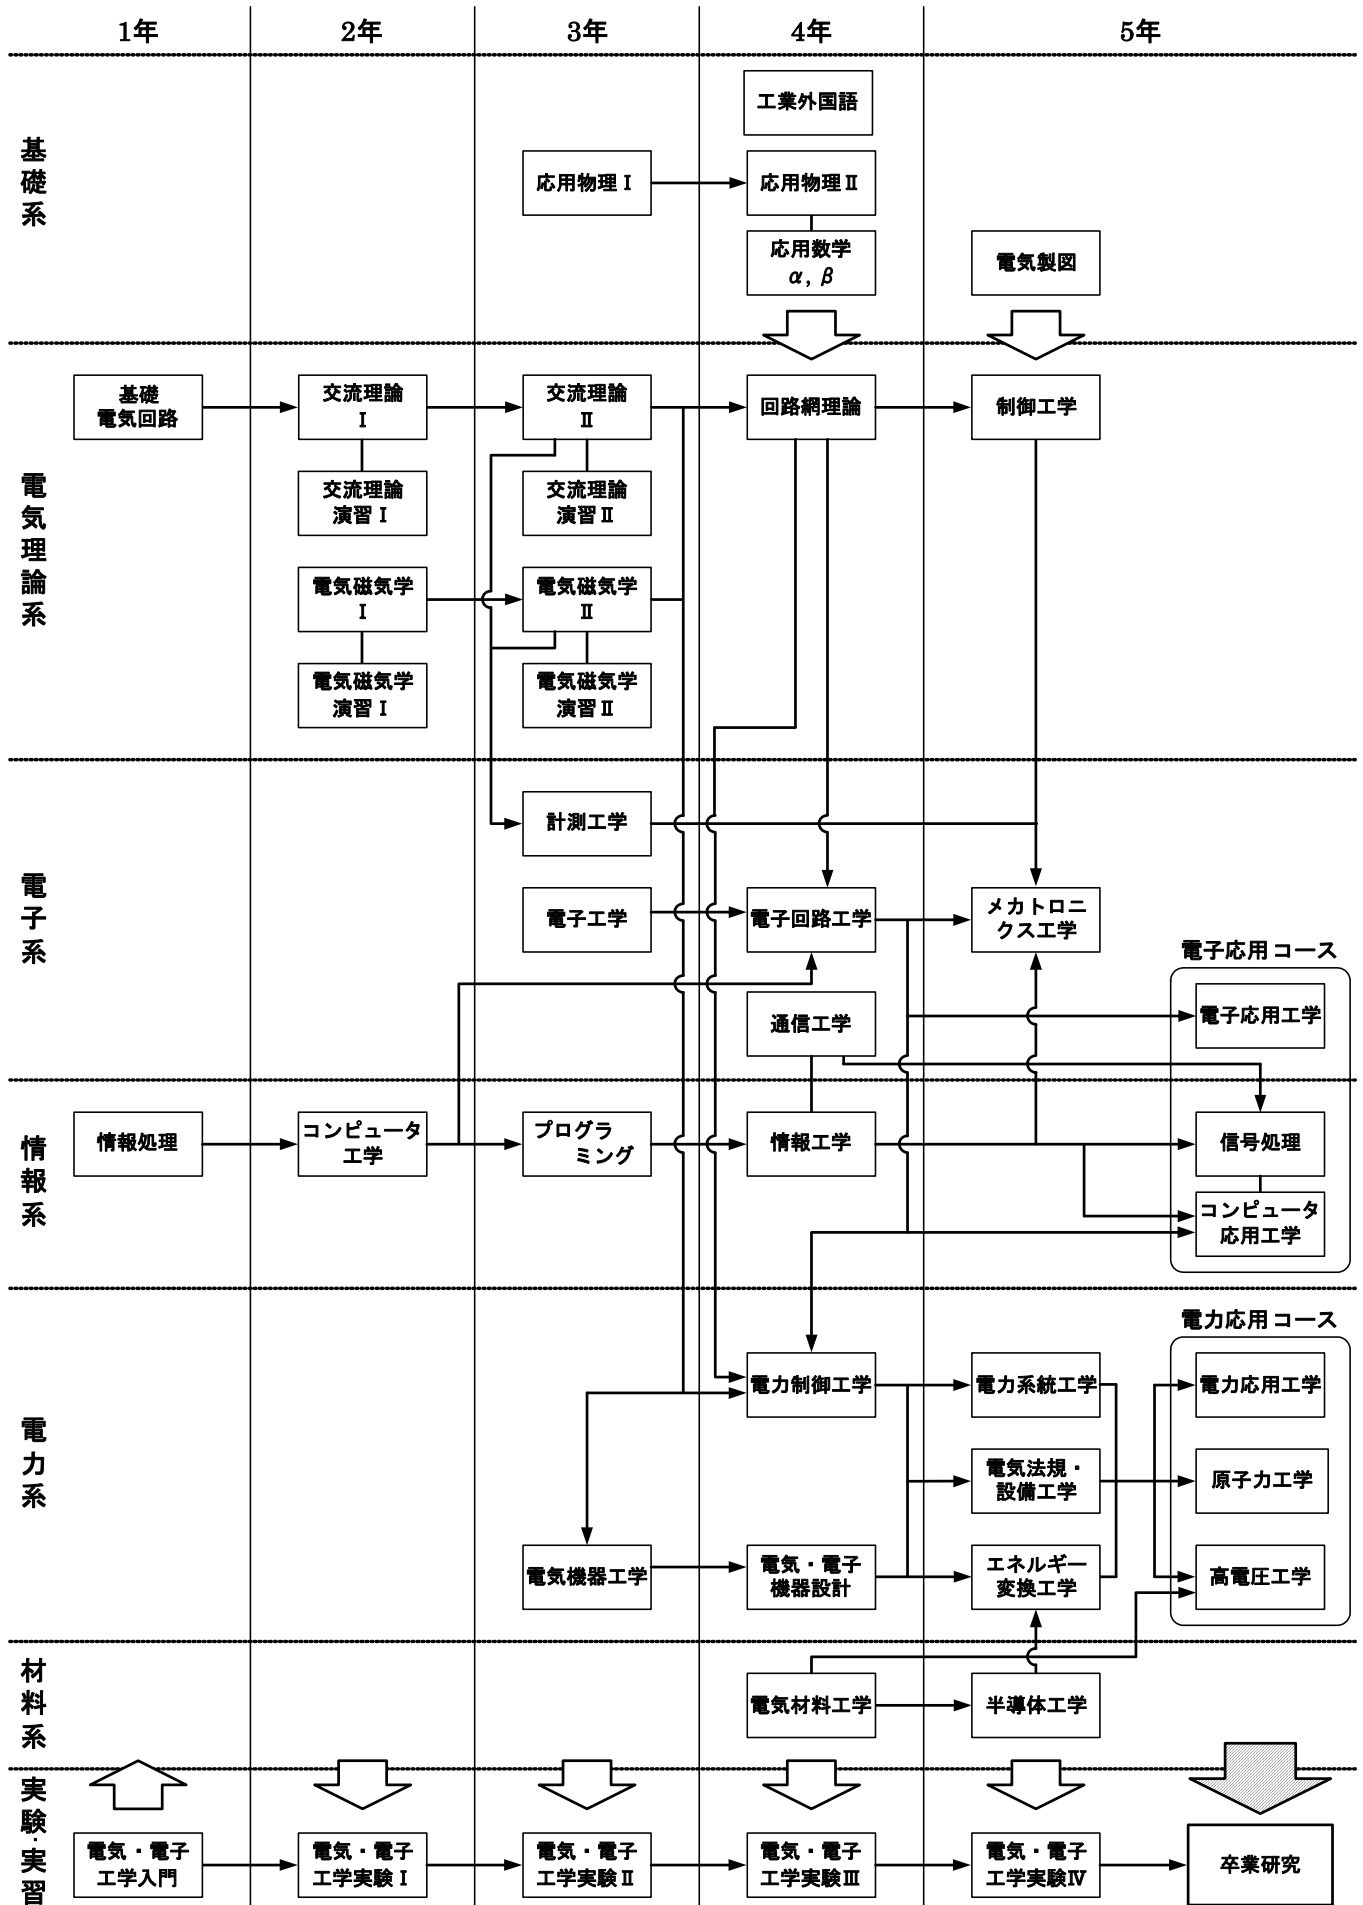 1年
2年
3年
4年
5年
基礎系
工業外国語
応用物理Ⅰ
応用物理Ⅱ
応用数学
α, β
電気製図
電気理論系
基礎
電気回路
交流理論
Ⅰ
交流理論
Ⅱ
回路網理論
制御工学
交流理論
演習Ⅰ
交流理論
演習Ⅱ
電気磁気学
Ⅰ
電気磁気学
Ⅱ
電気磁気学
演習Ⅰ
電気磁気学
演習Ⅱ
電子系
計測工学
電子工学
電子回路工学
メカトロニ
クス工学
電子応用コース
通信工学
電子応用工学
情報系
情報処理
コンピュータ
工学
プログラ
ミング
情報工学
信号処理
コンピュータ
応用工学
電力系
電力応用コース
電力制御工学
電力系統工学
電力応用工学
電気法規・
設備工学
原子力工学
電気機器工学
電気・電子
機器設計
エネルギー
変換工学
高電圧工学
材料系
電気材料工学
半導体工学
実験・実習
電気・電子
工学入門
電気・電子
工学実験Ⅰ
電気・電子
工学実験Ⅱ
電気・電子
工学実験Ⅲ
電気・電子
工学実験Ⅳ
卒業研究